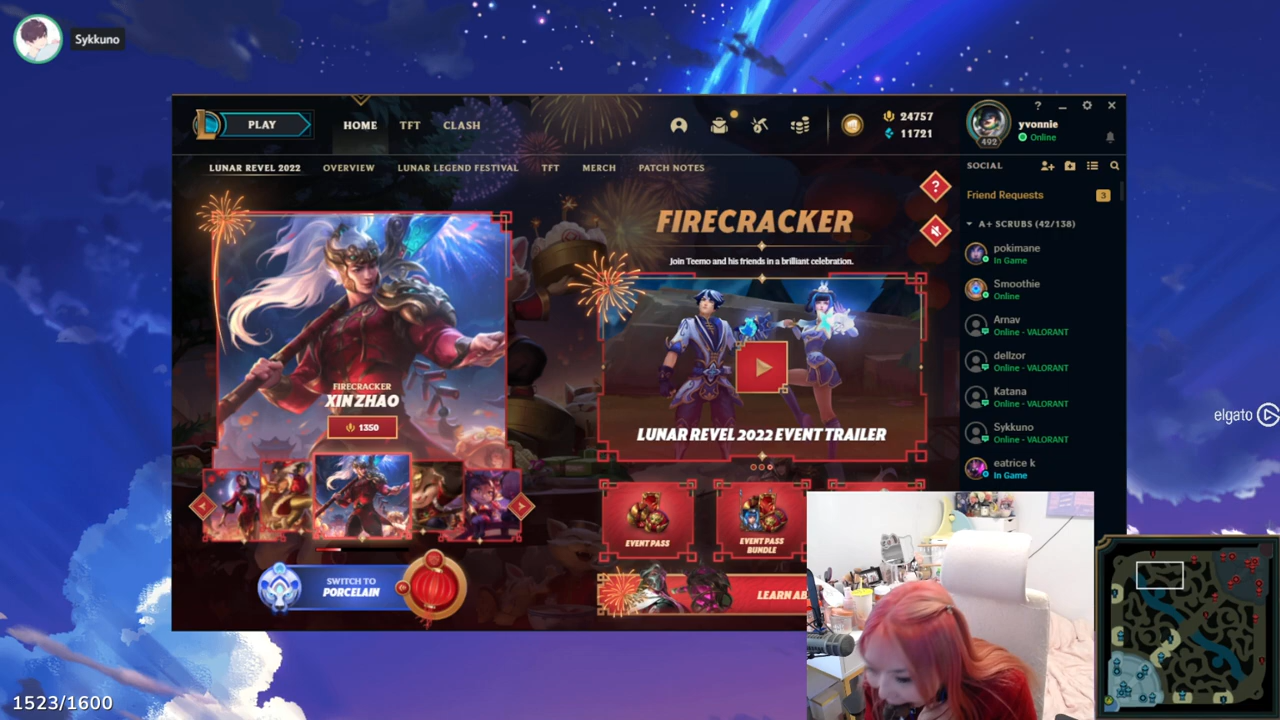 Sykkuno
PLAY
HOME
TFT
CLASH
24757
11721
492
yvonnie
Online
LUNAR REVEL 2022
OVERVIEW
LUNAR LEGEND FESTIVAL
TFT
MERCH
PATCH NOTES
SOCIAL
Friend Requests
3
A+ SCRUBS (42/138)
pokimane
In Game
Smoothie
Online
Arnav
Online - VALORANT
dellzor
Online - VALORANT
Katana
Online - VALORANT
Sykkuno
Online - VALORANT
eatrice k
In Game
FIRECRACKER
Join Teemo and his friends in a brilliant celebration.
FIRECRACKER
XIN ZHAO
1350
LUNAR REVEL 2022 EVENT TRAILER
EVENT PASS
EVENT PASS
BUNDLE
SWITCH TO
PORCELAIN
LEARN AB
elgato
1523/1600